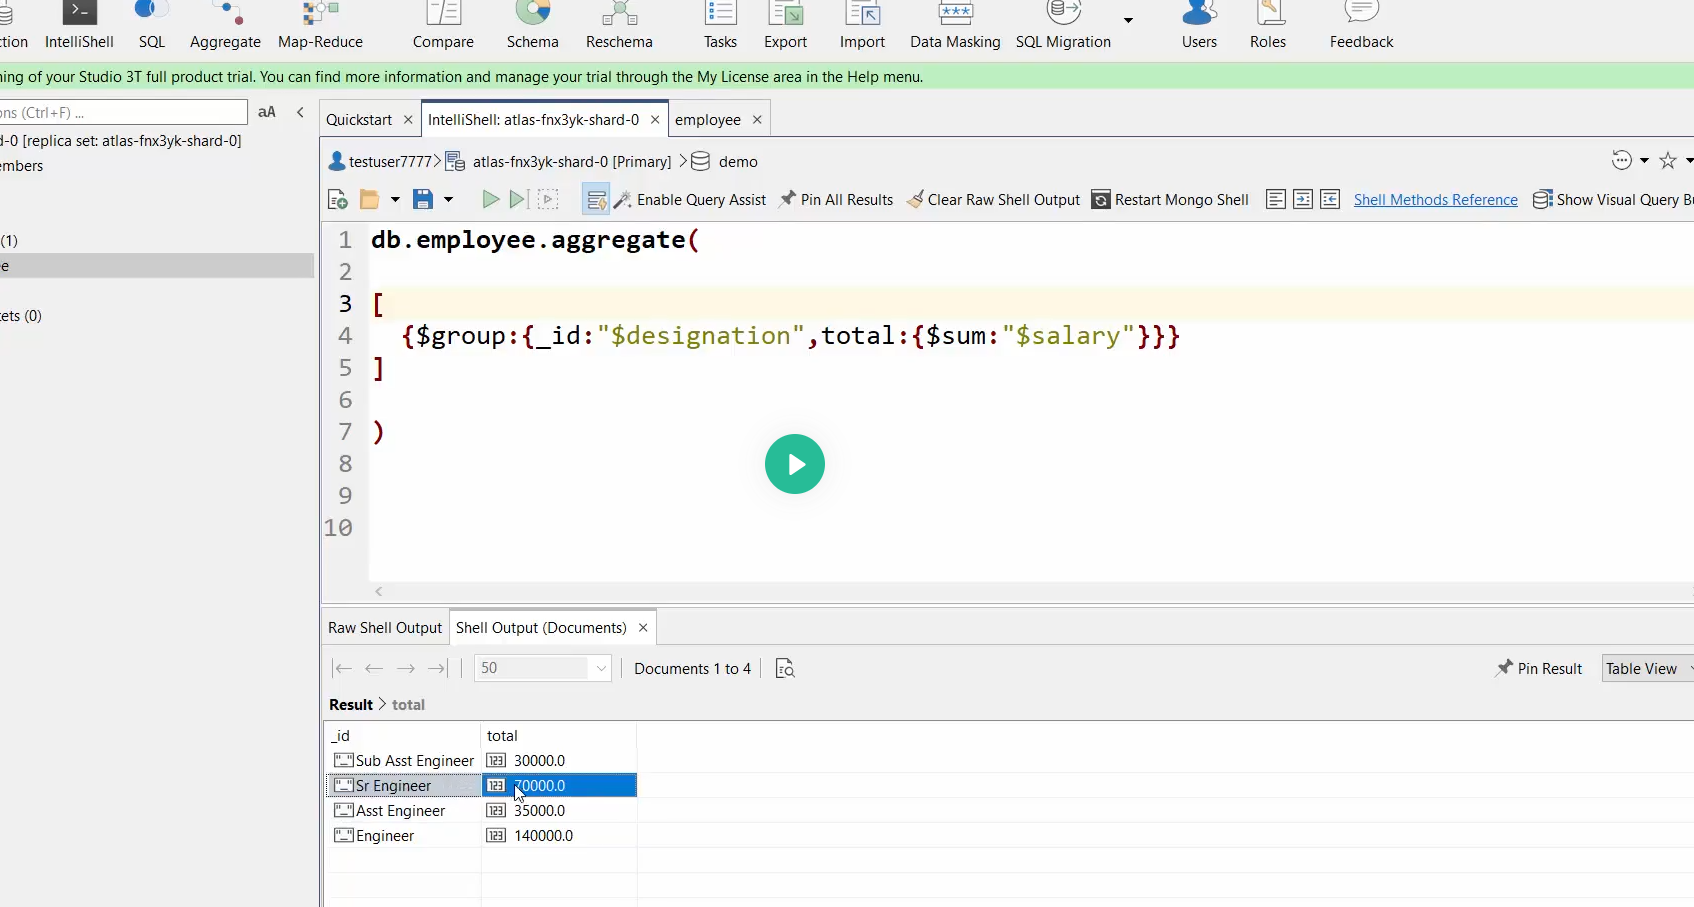 ction IntelliShell SQL Aggregate Map-Reduce Compare Schema Reschema Tasks Export Import Data Masking SQL Migration Users Roles Feedback
ning of your Studio 3T full product trial. You can find more information and manage your trial through the My License area in the Help menu.
ons (Ctrl+F) ... aA
d-0 [replica set: atlas-fnx3yk-shard-0]
embers
(1)
e
ets (0)
Quickstart × IntelliShell: atlas-fnx3yk-shard-0 × employee ×
testuser7777 > atlas-fnx3yk-shard-0 [Primary] > demo
Enable Query Assist Pin All Results Clear Raw Shell Output Restart Mongo Shell Shell Methods Reference Show Visual Query Bu
1 db.employee.aggregate(
2
3 [
4 {$group:{_id:"$designation",total:{$sum:"$salary"}}}
5 ]
6
7 )
8
9
10
Raw Shell Output Shell Output (Documents) ×
50 Documents 1 to 4 Pin Result Table View
Result > total
_id total
Sub Asst Engineer 30000.0
Sr Engineer 70000.0
Asst Engineer 35000.0
Engineer 140000.0